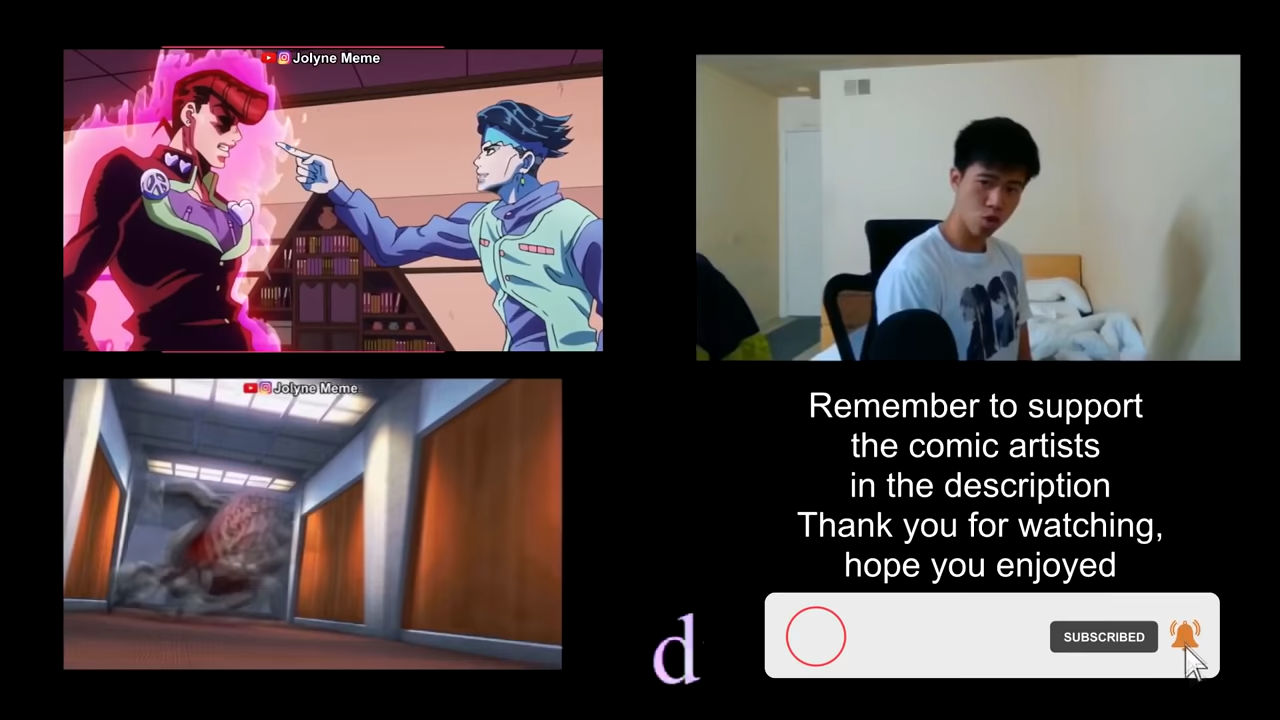 Jolyne Meme
Jolyne Meme
Remember to support
the comic artists
in the description
Thank you for watching,
hope you enjoyed
d
SUBSCRIBED